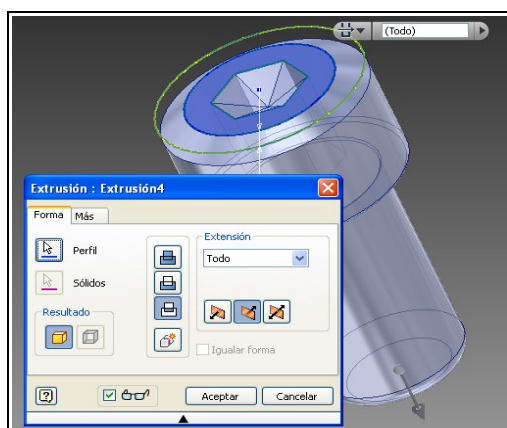 (Todo)
Extrusión : Extrusión4
Forma Más
Perfil
Sólidos
Resultado
Extensión
Todo
Igualar forma
Aceptar Cancelar